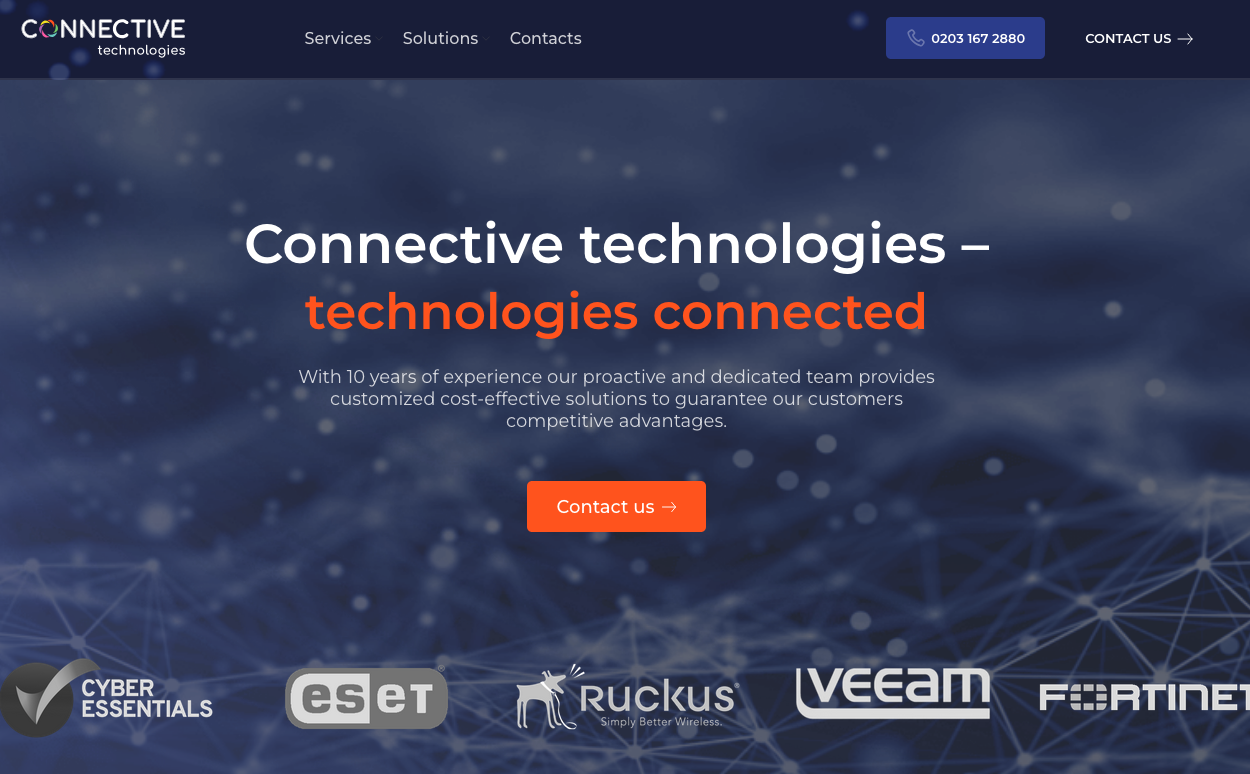 CONNECTIVE
technologies
Services
Solutions
Contacts
0203 167 2880
CONTACT US
Connective technologies –
technologies connected
With 10 years of experience our proactive and dedicated team provides
customized cost-effective solutions to guarantee our customers
competitive advantages.
Contact us
CYBER
ESSENTIALS
eseT®
RUCKUS®
Simply Better Wireless.
veeam
FORTINET